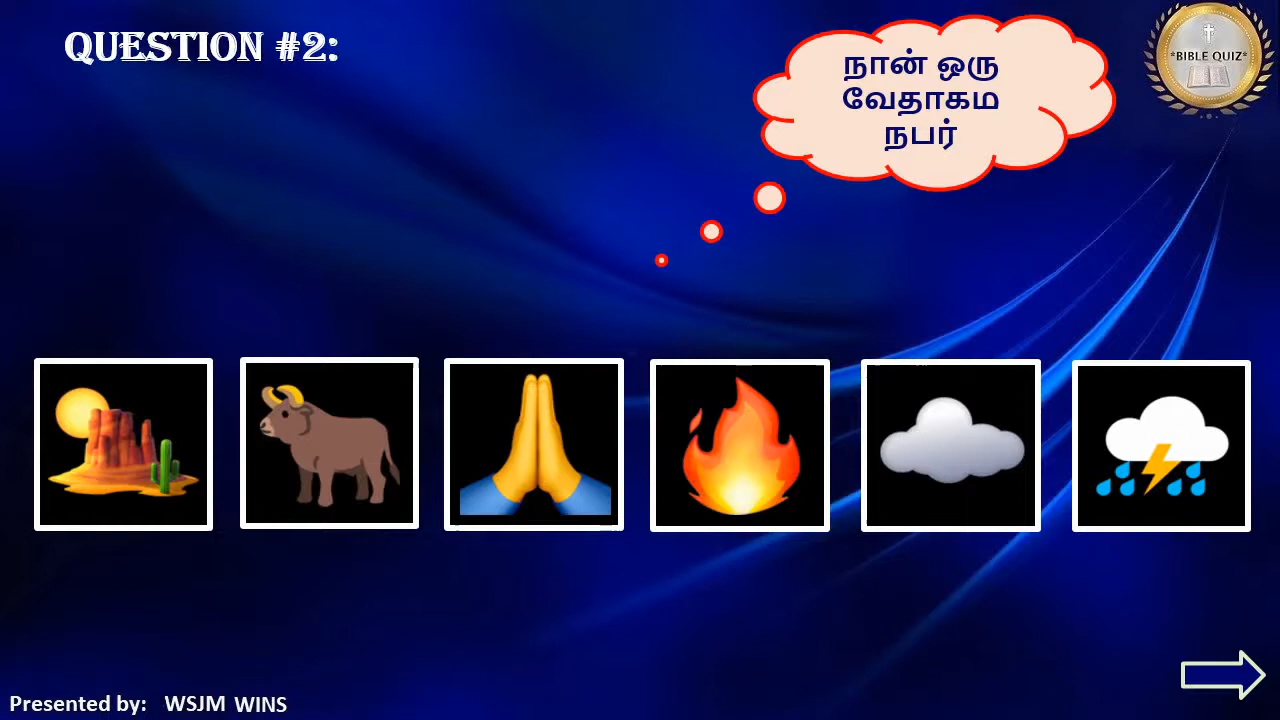 QUESTION #2:
நான் ஒரு
வேதாகம
நபர்
*BIBLE QUIZ*
Presented by: WSJM WINS